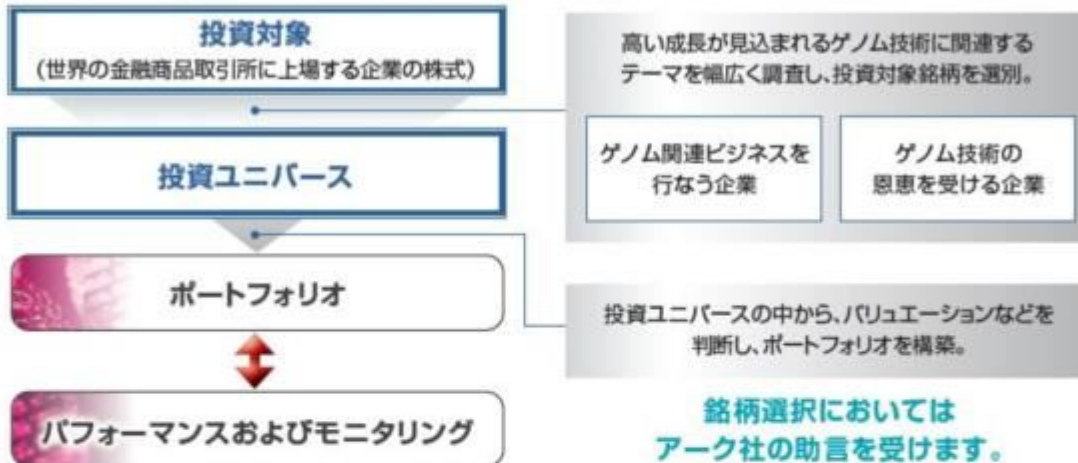 投資対象
(世界の金融商品取引所に上場する企業の株式)
高い成長が見込まれるゲノム技術に関連する
テーマを幅広く調査し、投資対象銘柄を選別。
ゲノム関連ビジネスを
行なう企業
ゲノム技術の
恩恵を受ける企業
投資ユニバース
ポートフォリオ
投資ユニバースの中から、バリュエーションなどを
判断し、ポートフォリオを構築。
パフォーマンスおよびモニタリング
銘柄選択においては
アーク社の助言を受けます。